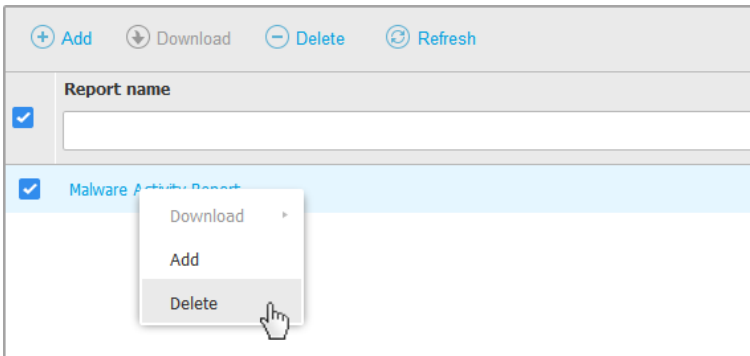 Add Download Delete Refresh
Report name
Malware Activity Report
Download
Add
Delete